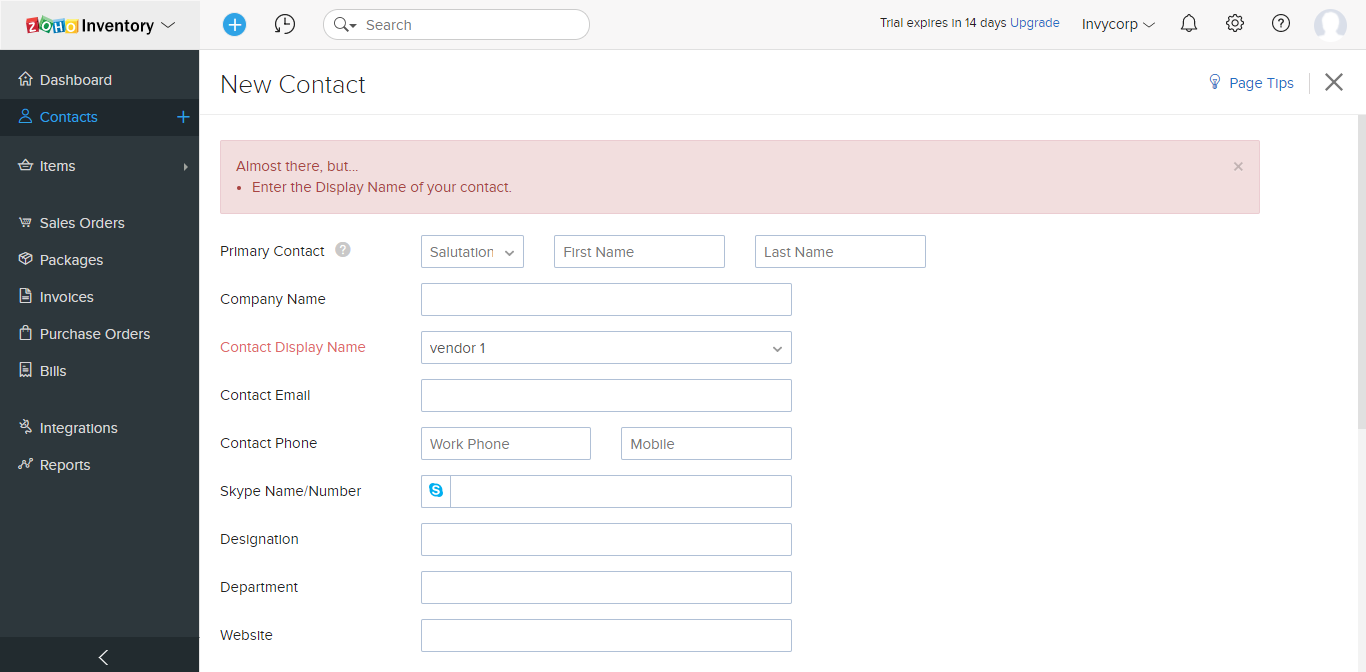 ZOHO Inventory
Search
Trial expires in 14 days Upgrade
Invycorp
Dashboard
Contacts
Items
Sales Orders
Packages
Invoices
Purchase Orders
Bills
Integrations
Reports
New Contact
Page Tips
Almost there, but...
• Enter the Display Name of your contact.
Primary Contact ? Salutation First Name Last Name
Company Name
Contact Display Name vendor 1
Contact Email
Contact Phone Work Phone Mobile
Skype Name/Number
Designation
Department
Website